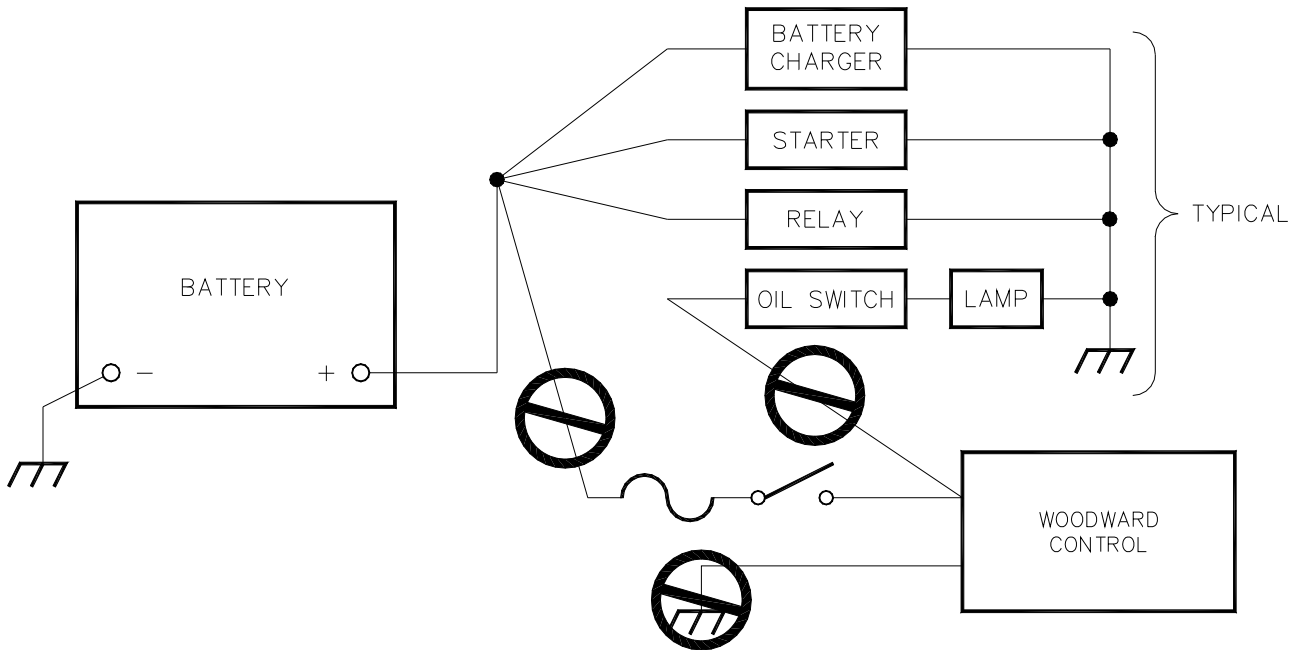 BATTERY
CHARGER
STARTER
RELAY
OIL SWITCH
LAMP
TYPICAL
BATTERY
−
+
WOODWARD
CONTROL